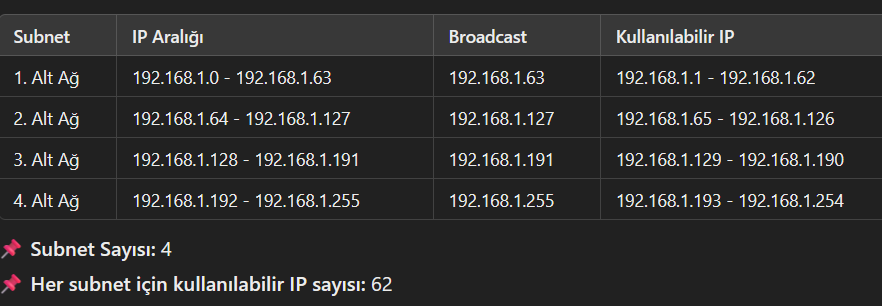 Subnet IP Aralığı Broadcast Kullanılabilir IP
1. Alt Ağ 192.168.1.0 - 192.168.1.63 192.168.1.63 192.168.1.1 - 192.168.1.62
2. Alt Ağ 192.168.1.64 - 192.168.1.127 192.168.1.127 192.168.1.65 - 192.168.1.126
3. Alt Ağ 192.168.1.128 - 192.168.1.191 192.168.1.191 192.168.1.129 - 192.168.1.190
4. Alt Ağ 192.168.1.192 - 192.168.1.255 192.168.1.255 192.168.1.193 - 192.168.1.254
📌 Subnet Sayısı: 4
📌 Her subnet için kullanılabilir IP sayısı: 62